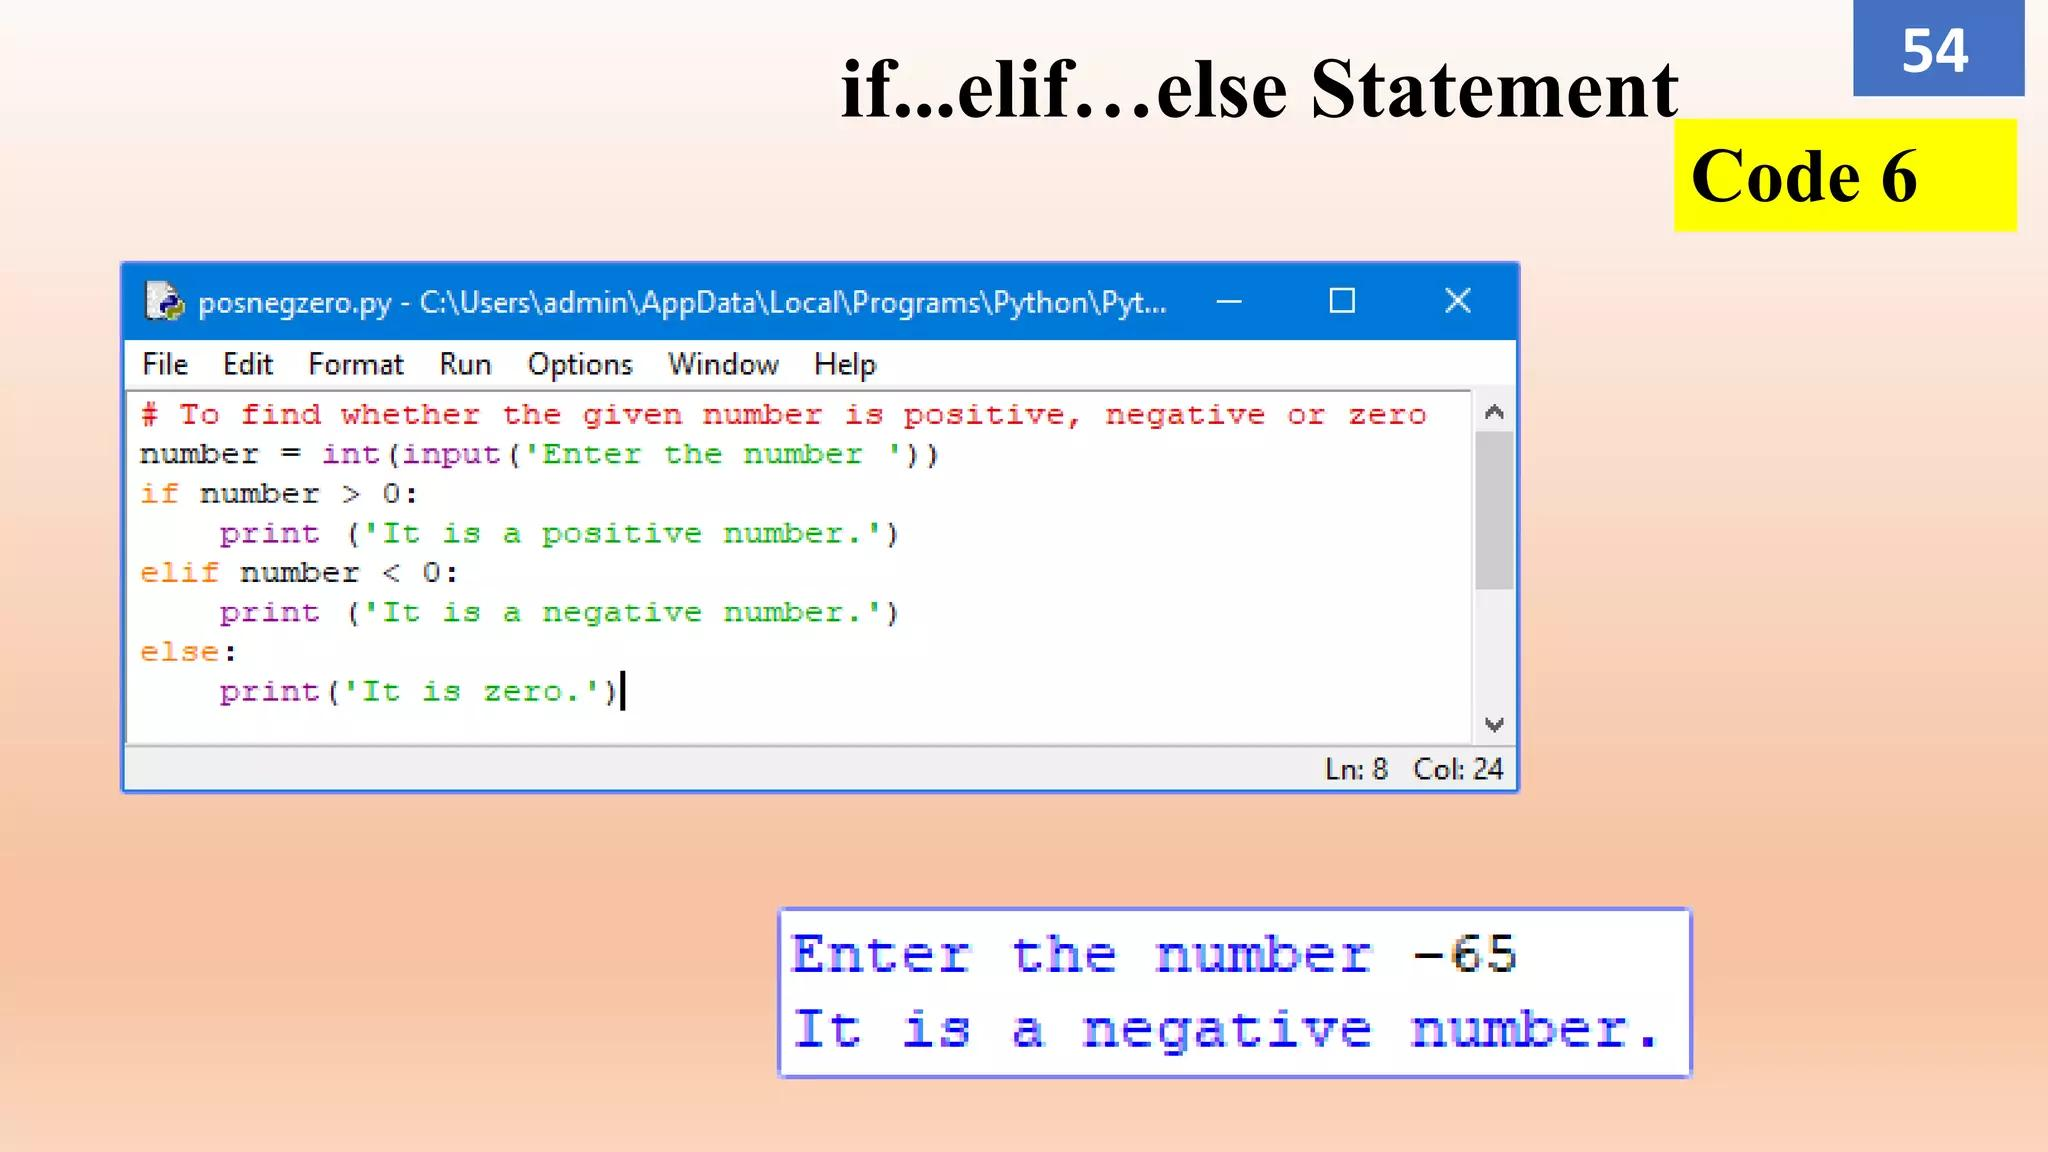 54
if...elif…else Statement
Code 6
posnegzero.py - C:\Users\admin\AppData\Local\Programs\Python\Pyt...
File Edit Format Run Options Window Help
# To find whether the given number is positive, negative or zero
number = int(input('Enter the number '))
if number > 0:
    print ('It is a positive number.')
elif number < 0:
    print ('It is a negative number.')
else:
    print('It is zero.')
Ln: 8 Col: 24
Enter the number -65
It is a negative number.